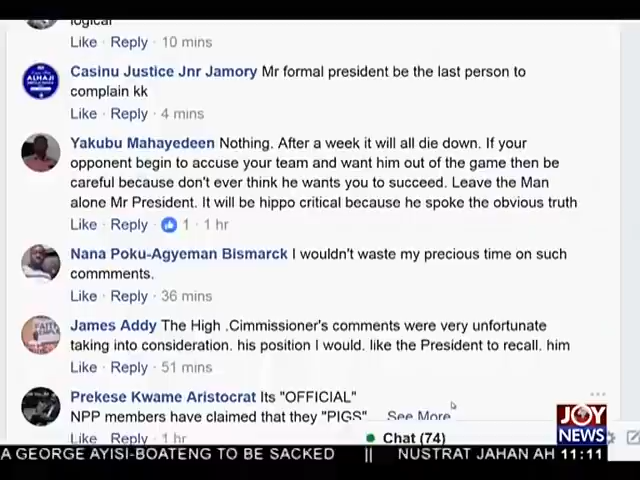 logical
Like · Reply · 10 mins
Casinu Justice Jnr Jamory Mr formal president be the last person to
complain kk
Like · Reply · 4 mins
Yakubu Mahayedeen Nothing. After a week it will all die down. If your
opponent begin to accuse your team and want him out of the game then be
careful because don't ever think he wants you to succeed. Leave the Man
alone Mr President. It will be hippo critical because he spoke the obvious truth
Like · Reply · 1 · 1 hr
Nana Poku-Agyeman Bismarck I wouldn't waste my precious time on such
commments.
Like · Reply · 36 mins
James Addy The High .Cimmissioner's comments were very unfortunate
taking into consideration. his position I would. like the President to recall. him
Like · Reply · 51 mins
Prekese Kwame Aristocrat Its "OFFICIAL"
NPP members have claimed that they "PIGS" ... See More
Like · Reply · 1 hr
Chat (74)
JOY
NEWS
A GEORGE AYISI-BOATENG TO BE SACKED || NUSTRAT JAHAN AH 11:11